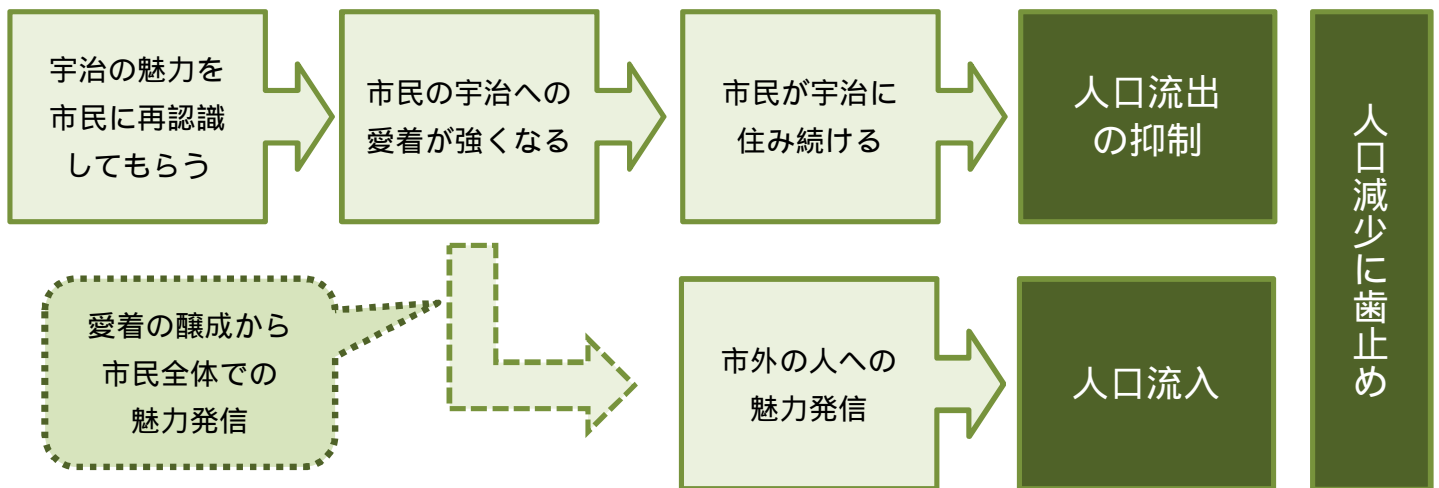 宇治の魅力を
市民に再認識
してもらう
市民の宇治への
愛着が強くなる
市民が宇治に
住み続ける
人口流出
の抑制
人口減少に歯止め
愛着の醸成から
市民全体での
魅力発信
市外の人への
魅力発信
人口流入